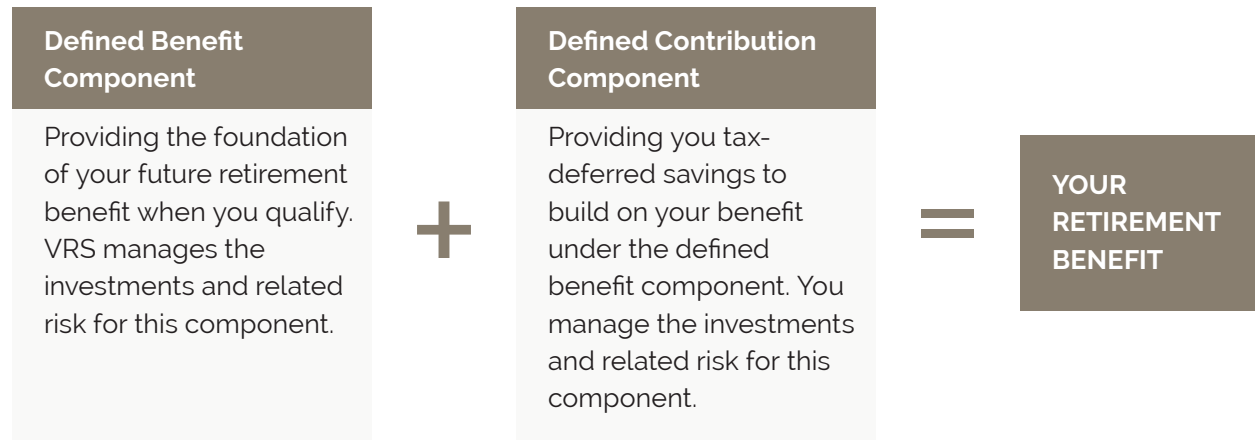 Defined Benefit
Component
Providing the foundation
of your future retirement
benefit when you qualify.
VRS manages the
investments and related
risk for this component.
+
Defined Contribution
Component
Providing you tax-
deferred savings to
build on your benefit
under the defined
benefit component. You
manage the investments
and related risk for this
component.
=
YOUR
RETIREMENT
BENEFIT